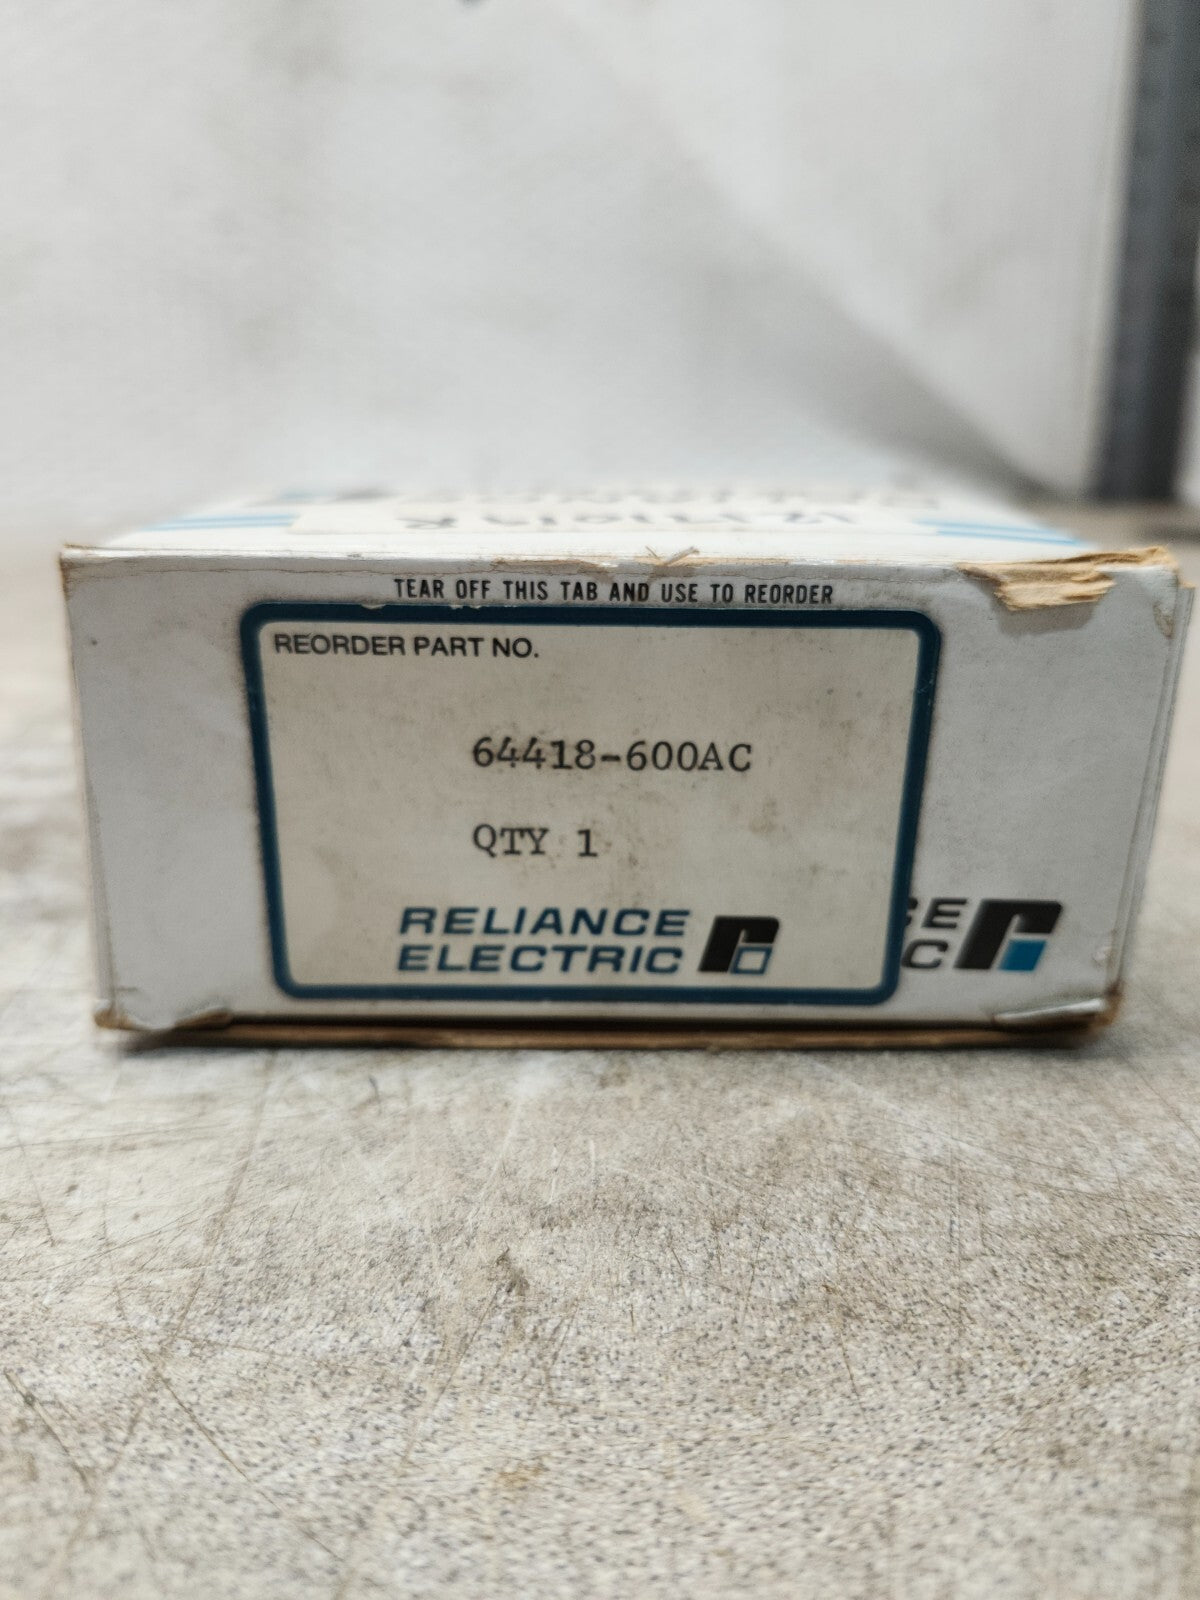 TEAR OFF THIS TAB AND USE TO REORDER
REORDER PART NO.
64418-600AC
QTY 1
RELIANCE
ELECTRIC